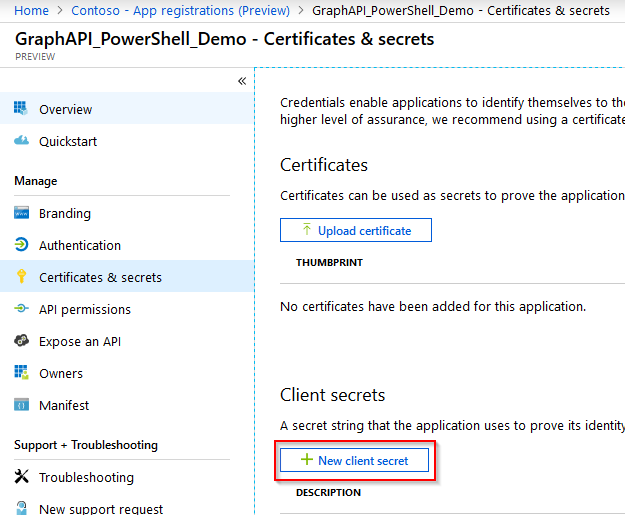 Home > Contoso - App registrations (Preview) > GraphAPI_PowerShell_Demo - Certificates & secrets
GraphAPI_PowerShell_Demo - Certificates & secrets
PREVIEW
«
Overview
Quickstart
Manage
Branding
Authentication
Certificates & secrets
API permissions
Expose an API
Owners
Manifest
Support + Troubleshooting
Troubleshooting
New support request
Credentials enable applications to identify themselves to the
higher level of assurance, we recommend using a certificate
Certificates
Certificates can be used as secrets to prove the application
Upload certificate
THUMBPRINT
No certificates have been added for this application.
Client secrets
A secret string that the application uses to prove its identity
+ New client secret
DESCRIPTION